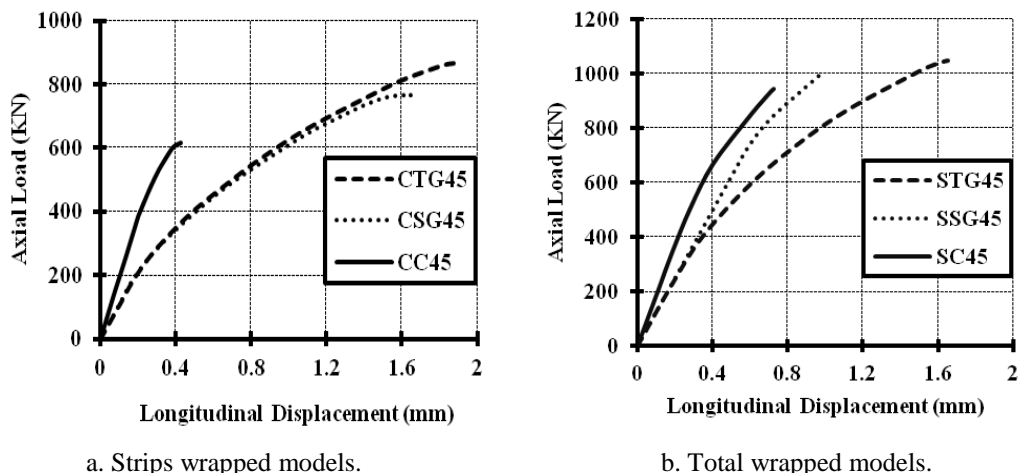 1000
800
600
400
200
0
Axial Load (KN)
CTG45
CSG45
CC45
0 0.4 0.8 1.2 1.6 2
Longitudinal Displacement (mm)
a. Strips wrapped models.
1200
1000
800
600
400
200
0
Axial Load (KN)
STG45
SSG45
SC45
0 0.4 0.8 1.2 1.6 2
Longitudinal Displacement (mm)
b. Total wrapped models.